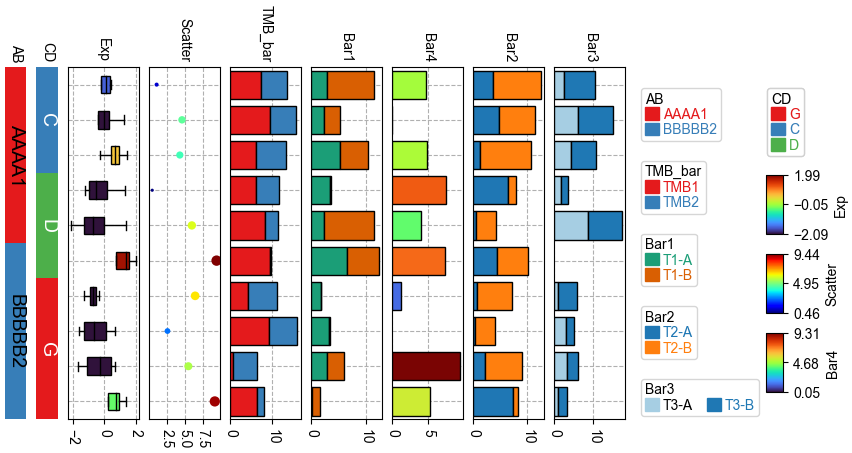 AB
CD
Exp
Scatter
TMB_bar
Bar1
Bar4
Bar2
Bar3
AAAA1
BBBBB2
C
D
G
−2
0
2
2.5
5.0
7.5
0
10
0
10
0
5
0
10
0
10
AB
AAAA1
BBBBB2
TMB_bar
TMB1
TMB2
Bar1
T1-A
T1-B
Bar2
T2-A
T2-B
Bar3
T3-A
T3-B
CD
G
C
D
1.99
−0.05
−2.09
Exp
9.44
5.00
0.46
Scatter
9.31
4.68
0.05
Bar4